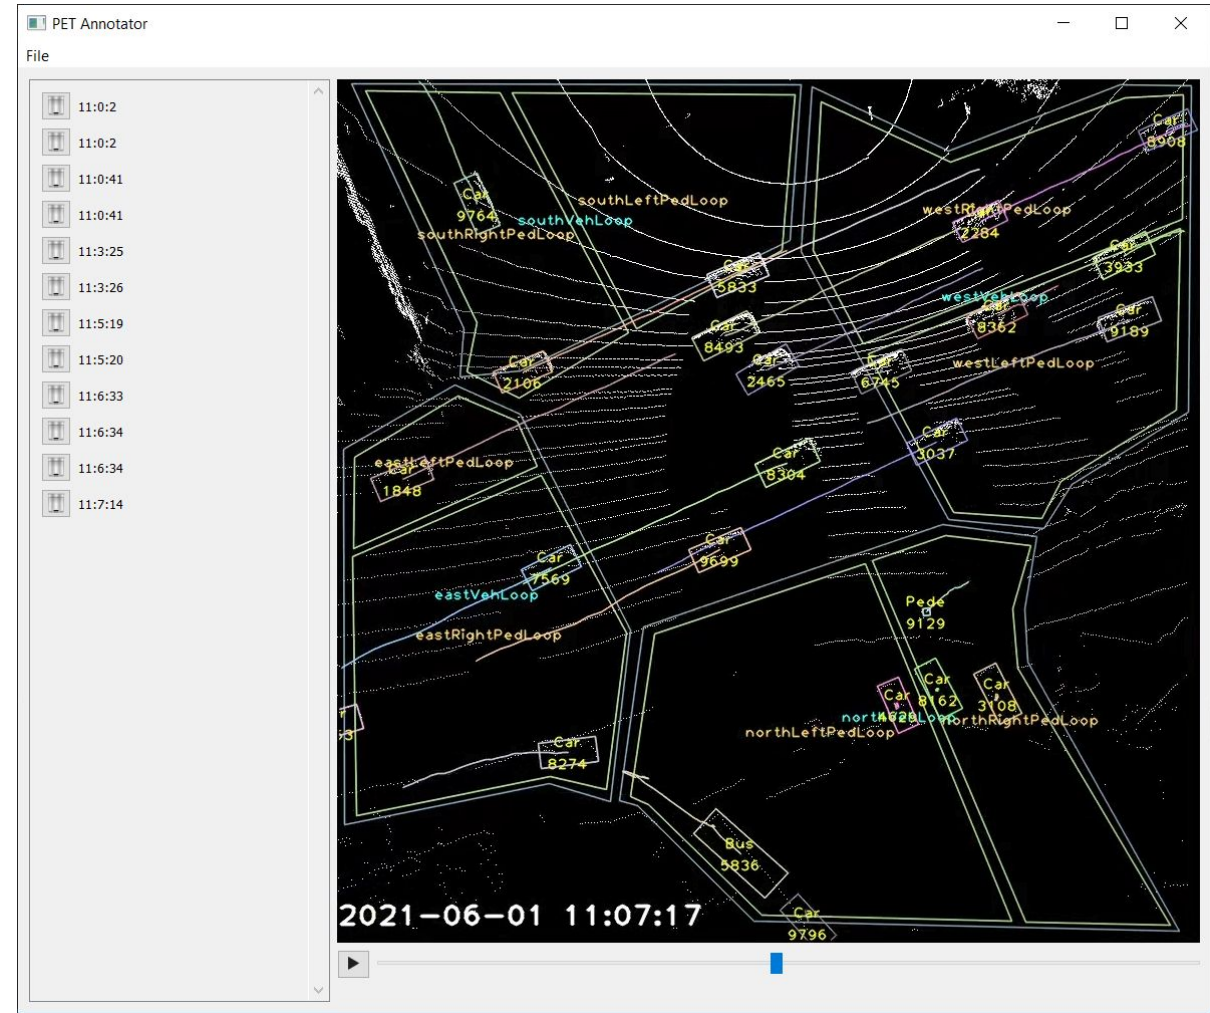 PET Annotator
File
11:0:2
11:0:2
11:0:41
11:0:41
11:3:25
11:3:26
11:5:19
11:5:20
11:6:33
11:6:34
11:6:34
11:7:14
Car
8908
Car
9764
southLeftPedLoop
southVehLoop
southRightPedLoop
westRightPedLoop
2284
Car
3933
Car
5833
westVehLoop
Car
8362
Car
9189
Car
8493
Car
2465
Car
6745
westLeftPedLoop
Car
2106
Car
3037
eastLeftPedLoop
Car
1848
Car
8304
Car
9699
Car
7569
eastVehLoop
eastRightPedLoop
Pede
9129
Car
8162
Car
Car
3108
northVehLoop
northRightPedLoop
northLeftPedLoop
Car
8274
Bus
5836
Car
9796
2021-06-01 11:07:17